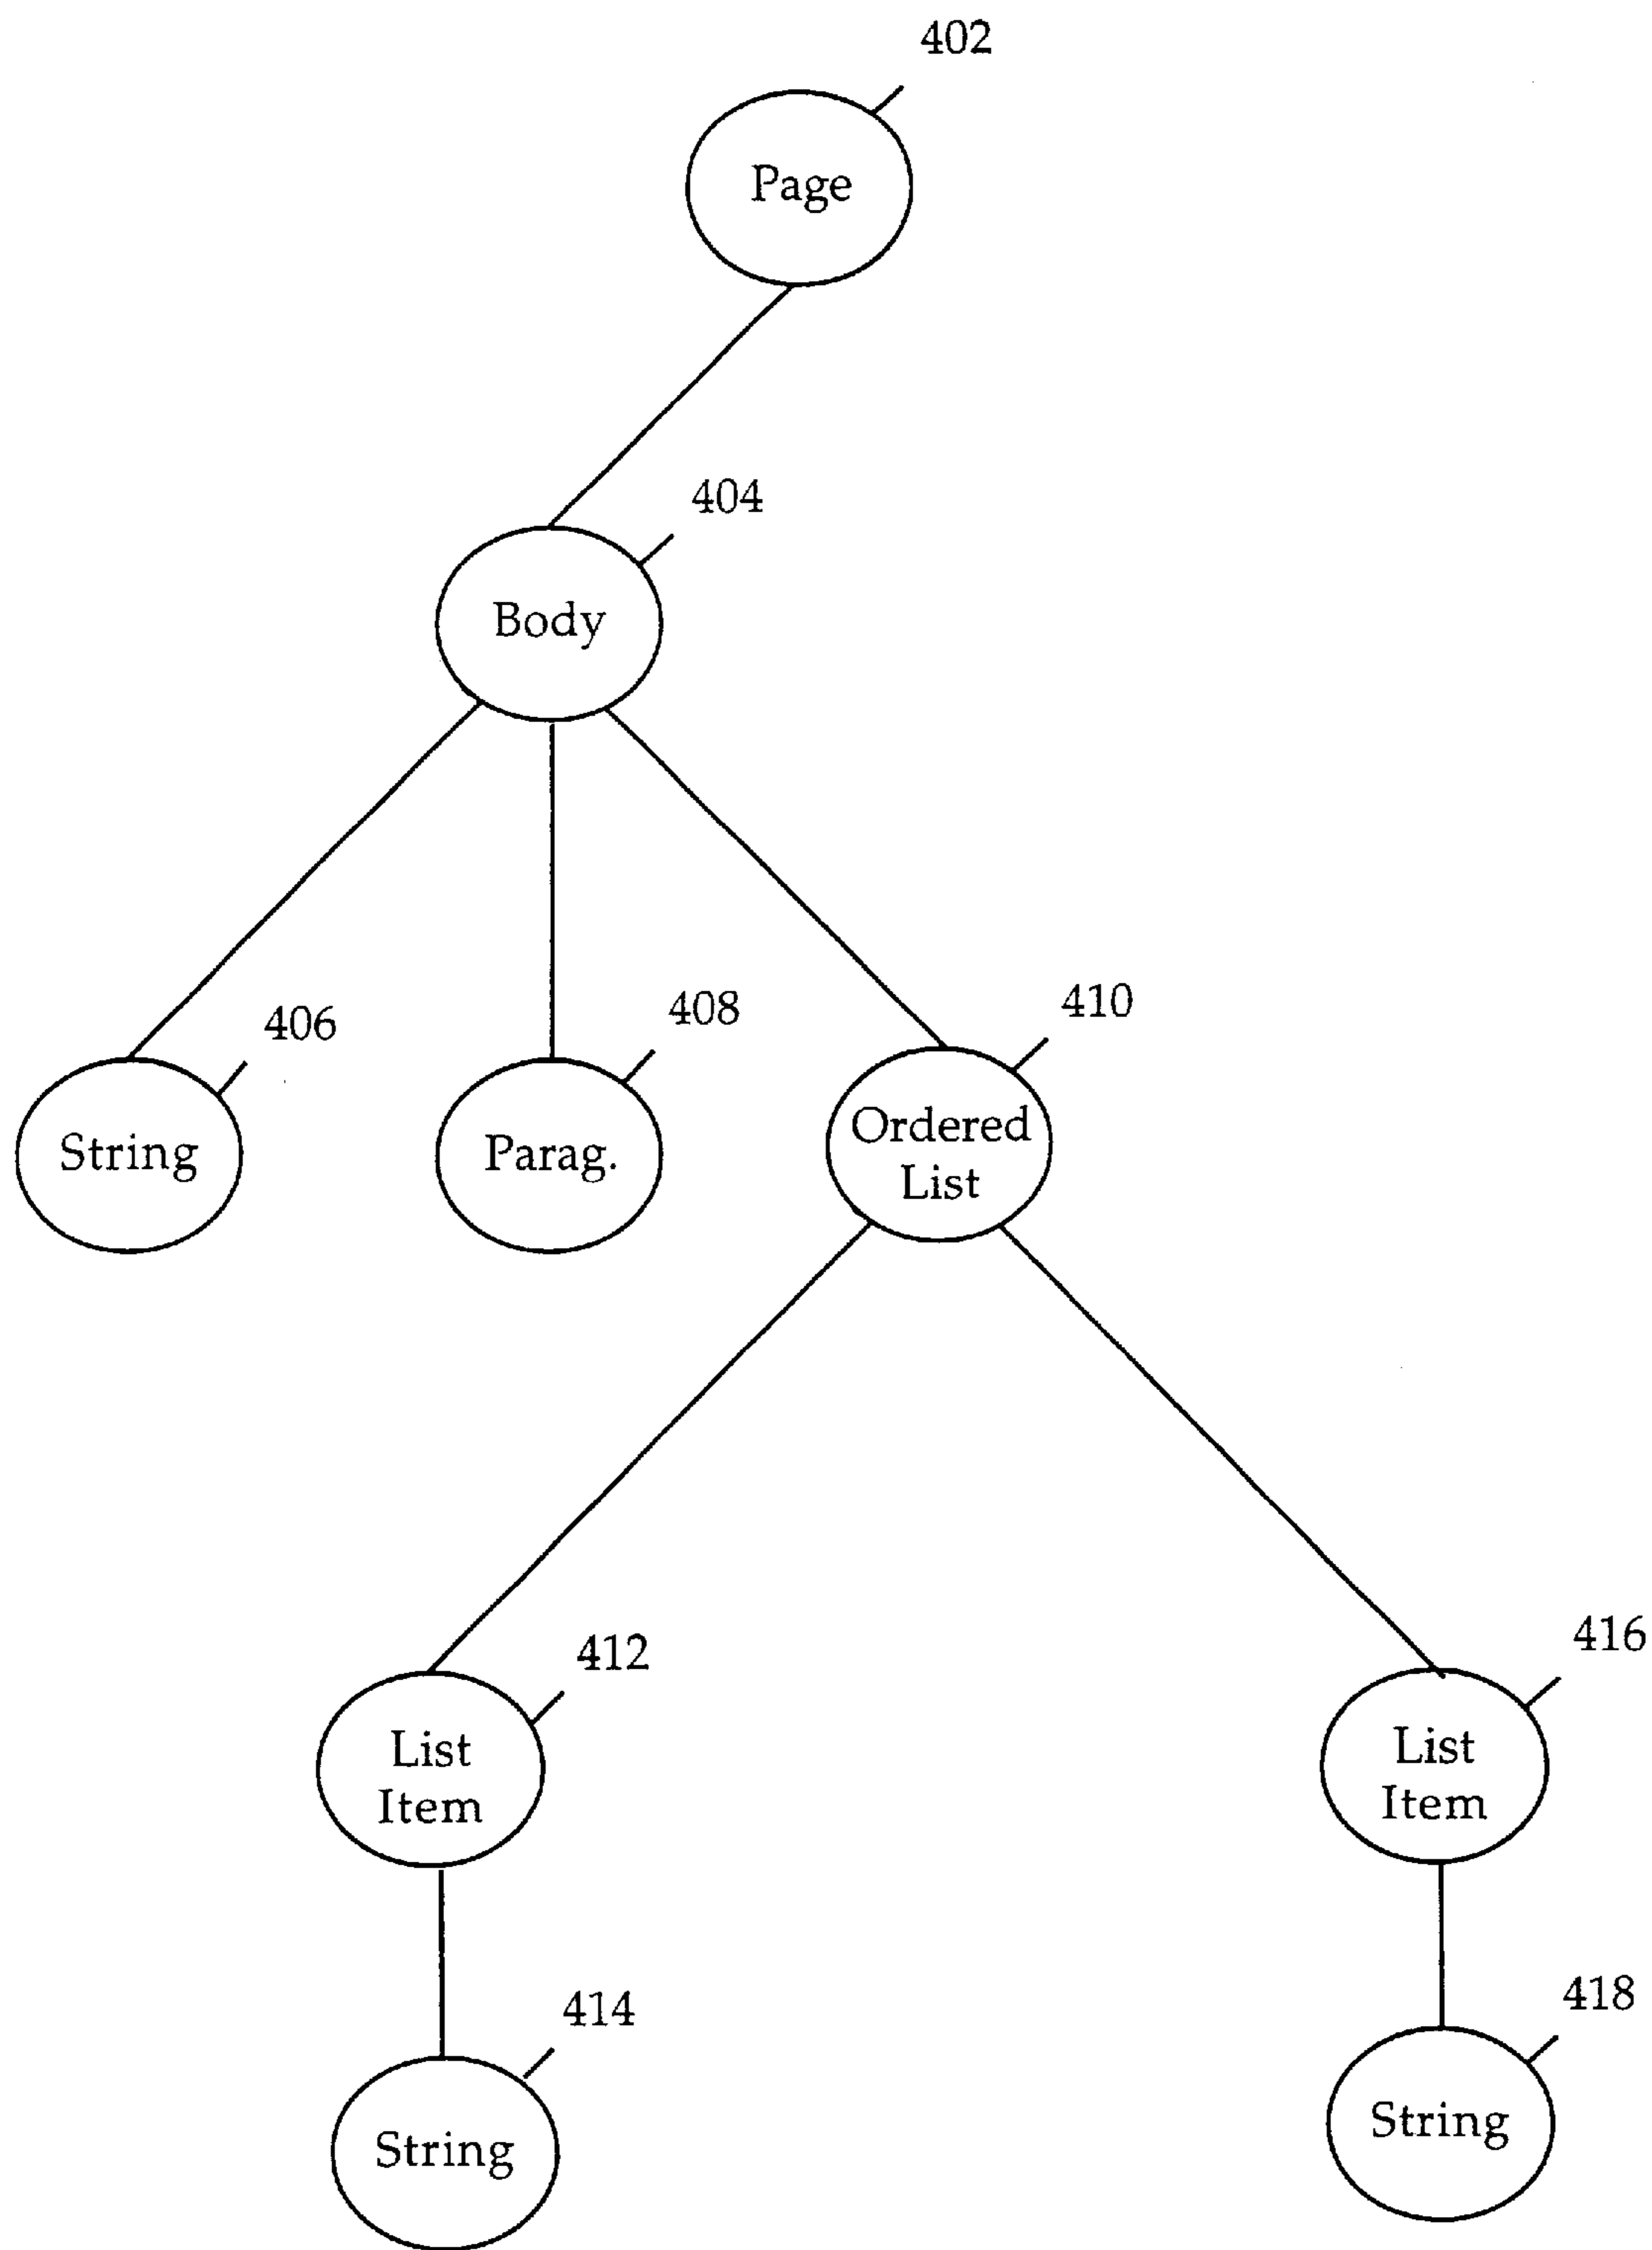 402
Page
404
Body
406
408
410
String
Parag.
Ordered
List
412
416
List
Item
List
Item
414
418
String
String